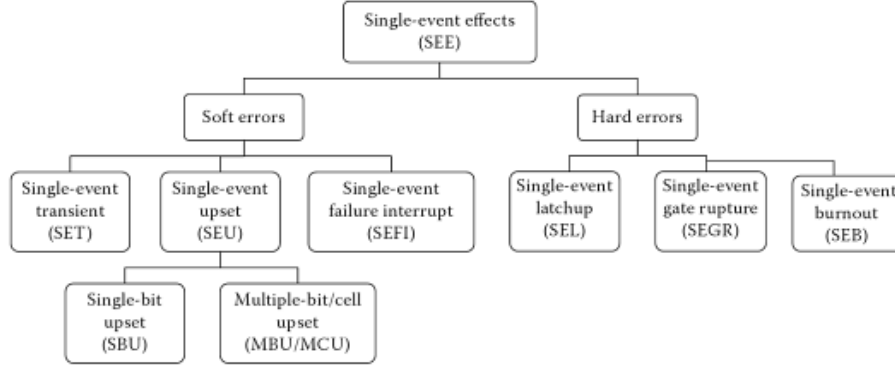 Single-event effects
(SEE)
Soft errors
Hard errors
Single-event
transient
(SET)
Single-event
upset
(SEU)
Single-event
failure interrupt
(SEFI)
Single-event
latchup
(SEL)
Single-event
gate rupture
(SEGR)
Single-event
burnout
(SEB)
Single-bit
upset
(SBU)
Multiple-bit/cell
upset
(MBU/MCU)